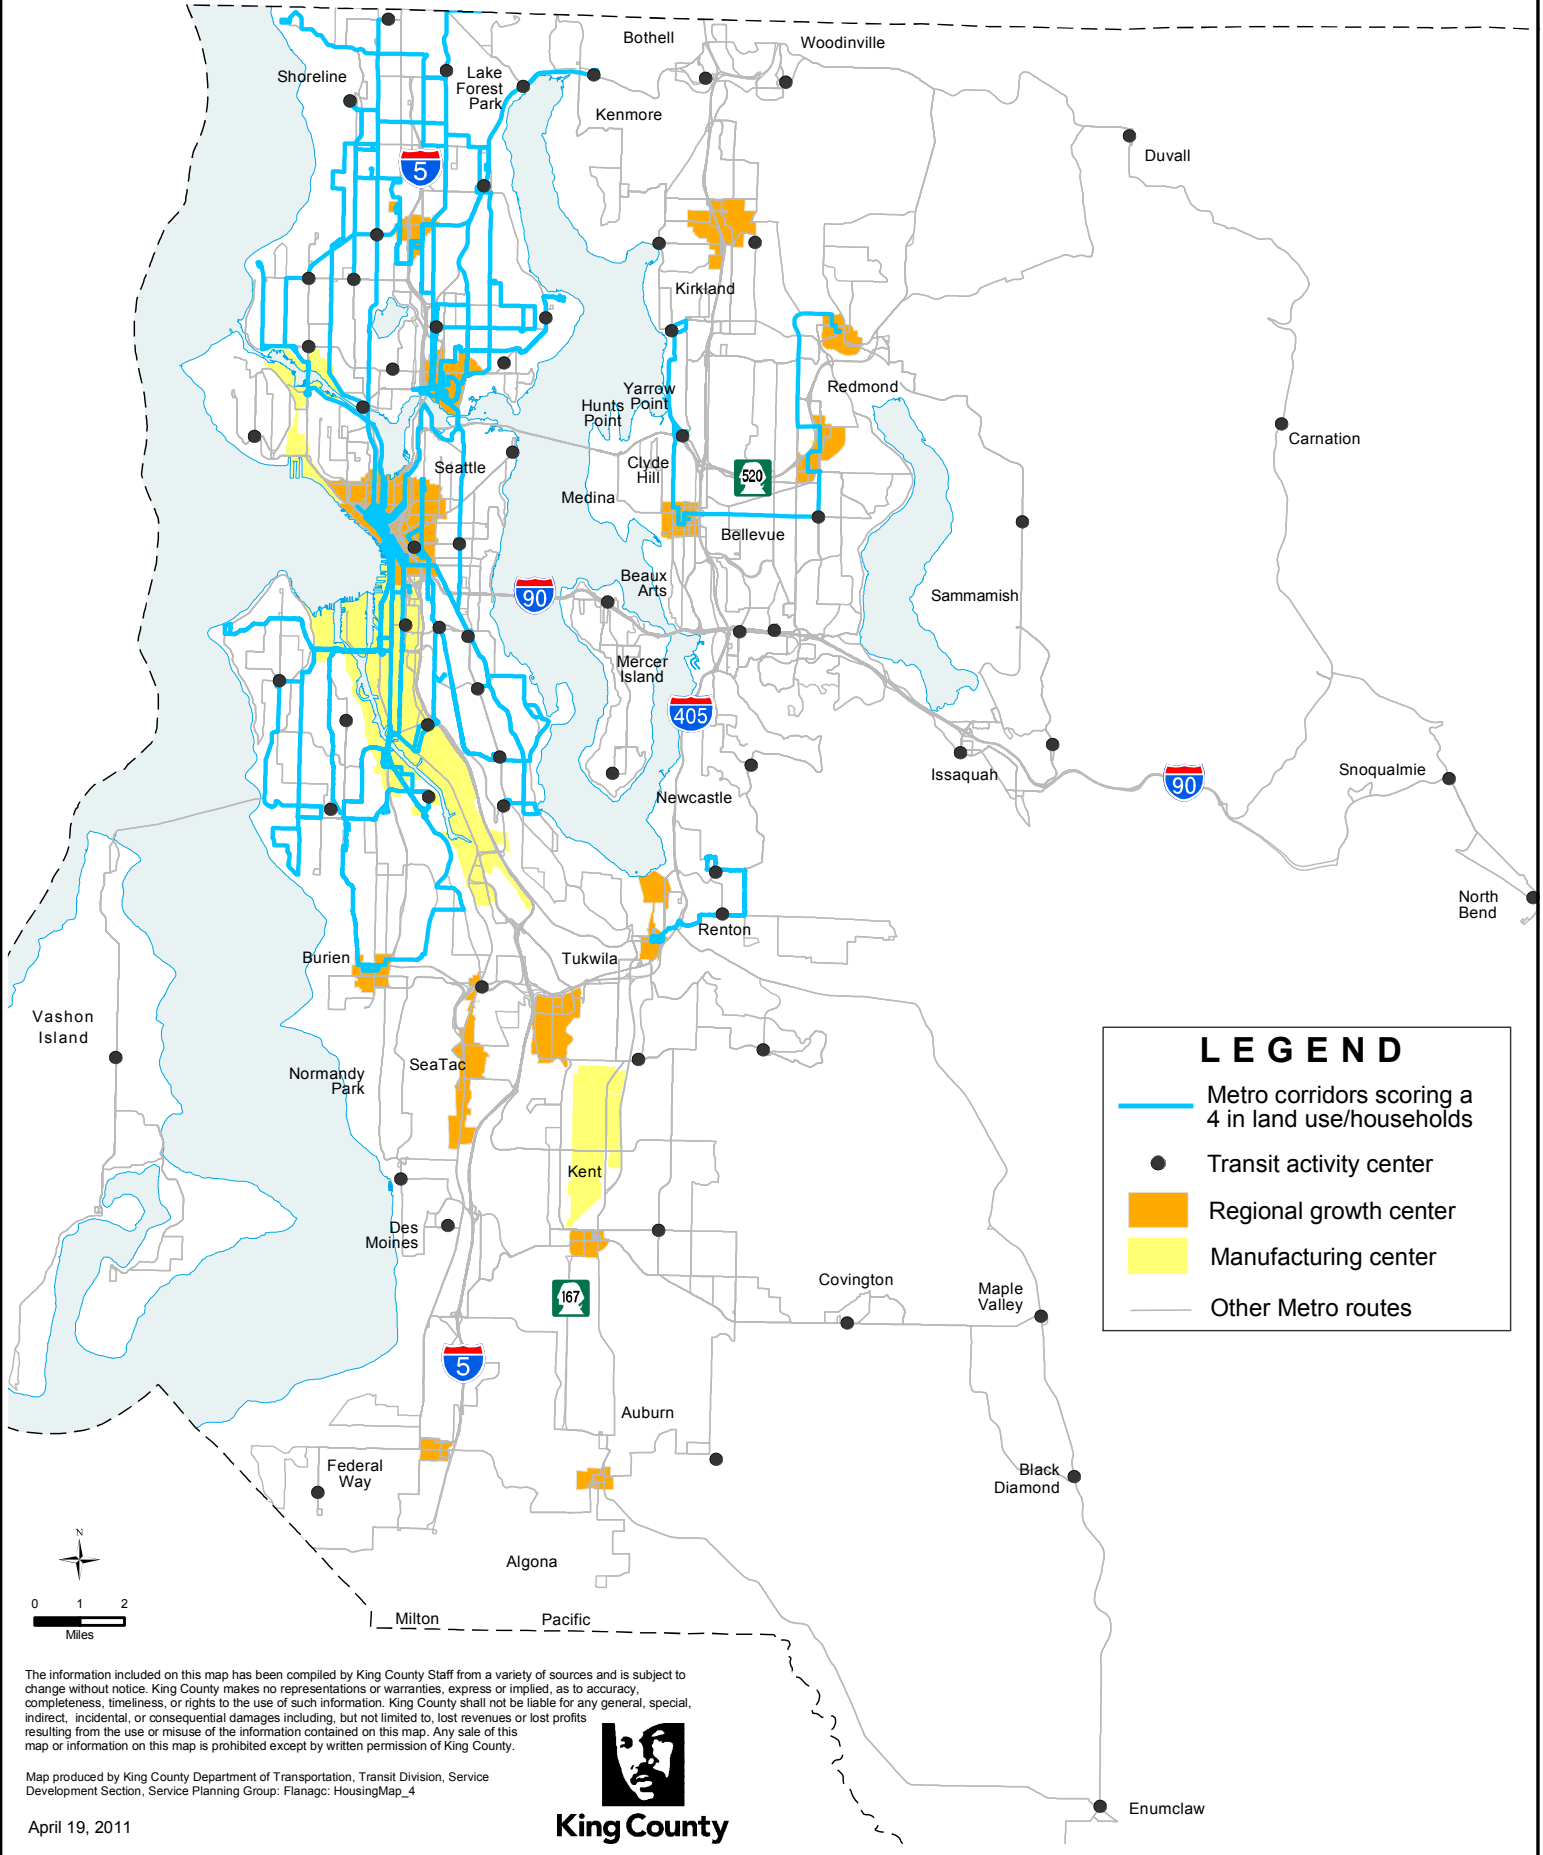 Bothell
Woodinville
Shoreline
Lake
Forest
Park
Kenmore
5
Duvall
Kirkland
Redmond
Yarrow
Point
Hunts
Point
Carnation
Seattle
Clyde
Hill
520
Medina
Bellevue
Beaux
Arts
90
Sammamish
Mercer
Island
405
Issaquah
90
Snoqualmie
Newcastle
North
Bend
Renton
Burien
Tukwila
Vashon
Island
SeaTac
Normandy
Park
Kent
Des
Moines
167
Covington
Maple
Valley
5
Auburn
Federal
Way
Black
Diamond
Algona
Milton
Pacific
Enumclaw
LEGEND
Metro corridors scoring a
4 in land use/households
Transit activity center
Regional growth center
Manufacturing center
Other Metro routes
N
0 1 2
Miles
The information included on this map has been compiled by King County Staff from a variety of sources and is subject to
change without notice. King County makes no representations or warranties, express or implied, as to accuracy,
completeness, timeliness, or rights to the use of such information. King County shall not be liable for any general, special,
indirect, incidental, or consequential damages including, but not limited to, lost revenues or lost profits
resulting from the use or misuse of the information contained on this map. Any sale of this
map or information on this map is prohibited except by written permission of King County.
Map produced by King County Department of Transportation, Transit Division, Service
Development Section, Service Planning Group: Flanagc: HousingMap_4
April 19, 2011
King County